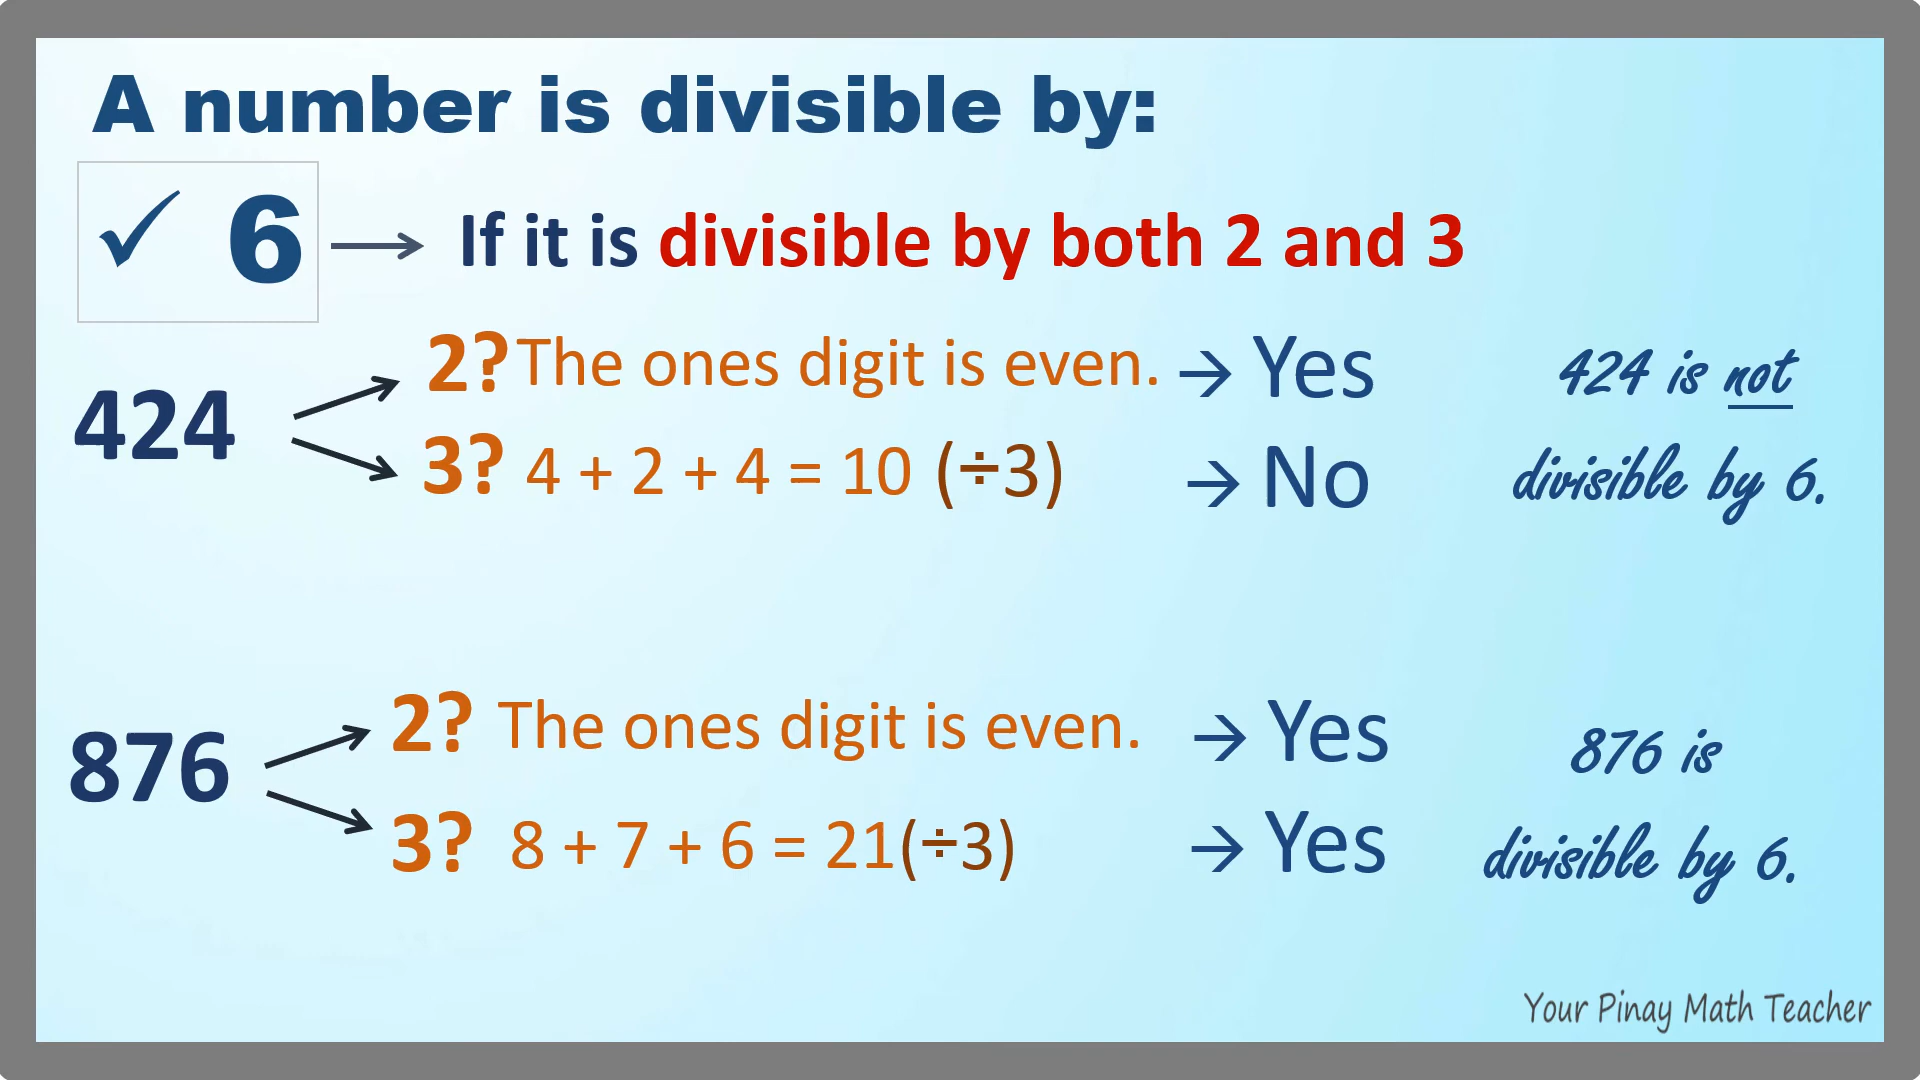 A number is divisible by:
✓ 6 → If it is divisible by both 2 and 3
424
2? The ones digit is even. → Yes
3? 4 + 2 + 4 = 10 (÷3) → No
424 is not
divisible by 6.
876
2? The ones digit is even. → Yes
3? 8 + 7 + 6 = 21(÷3) → Yes
876 is
divisible by 6.
Your Pinay Math Teacher